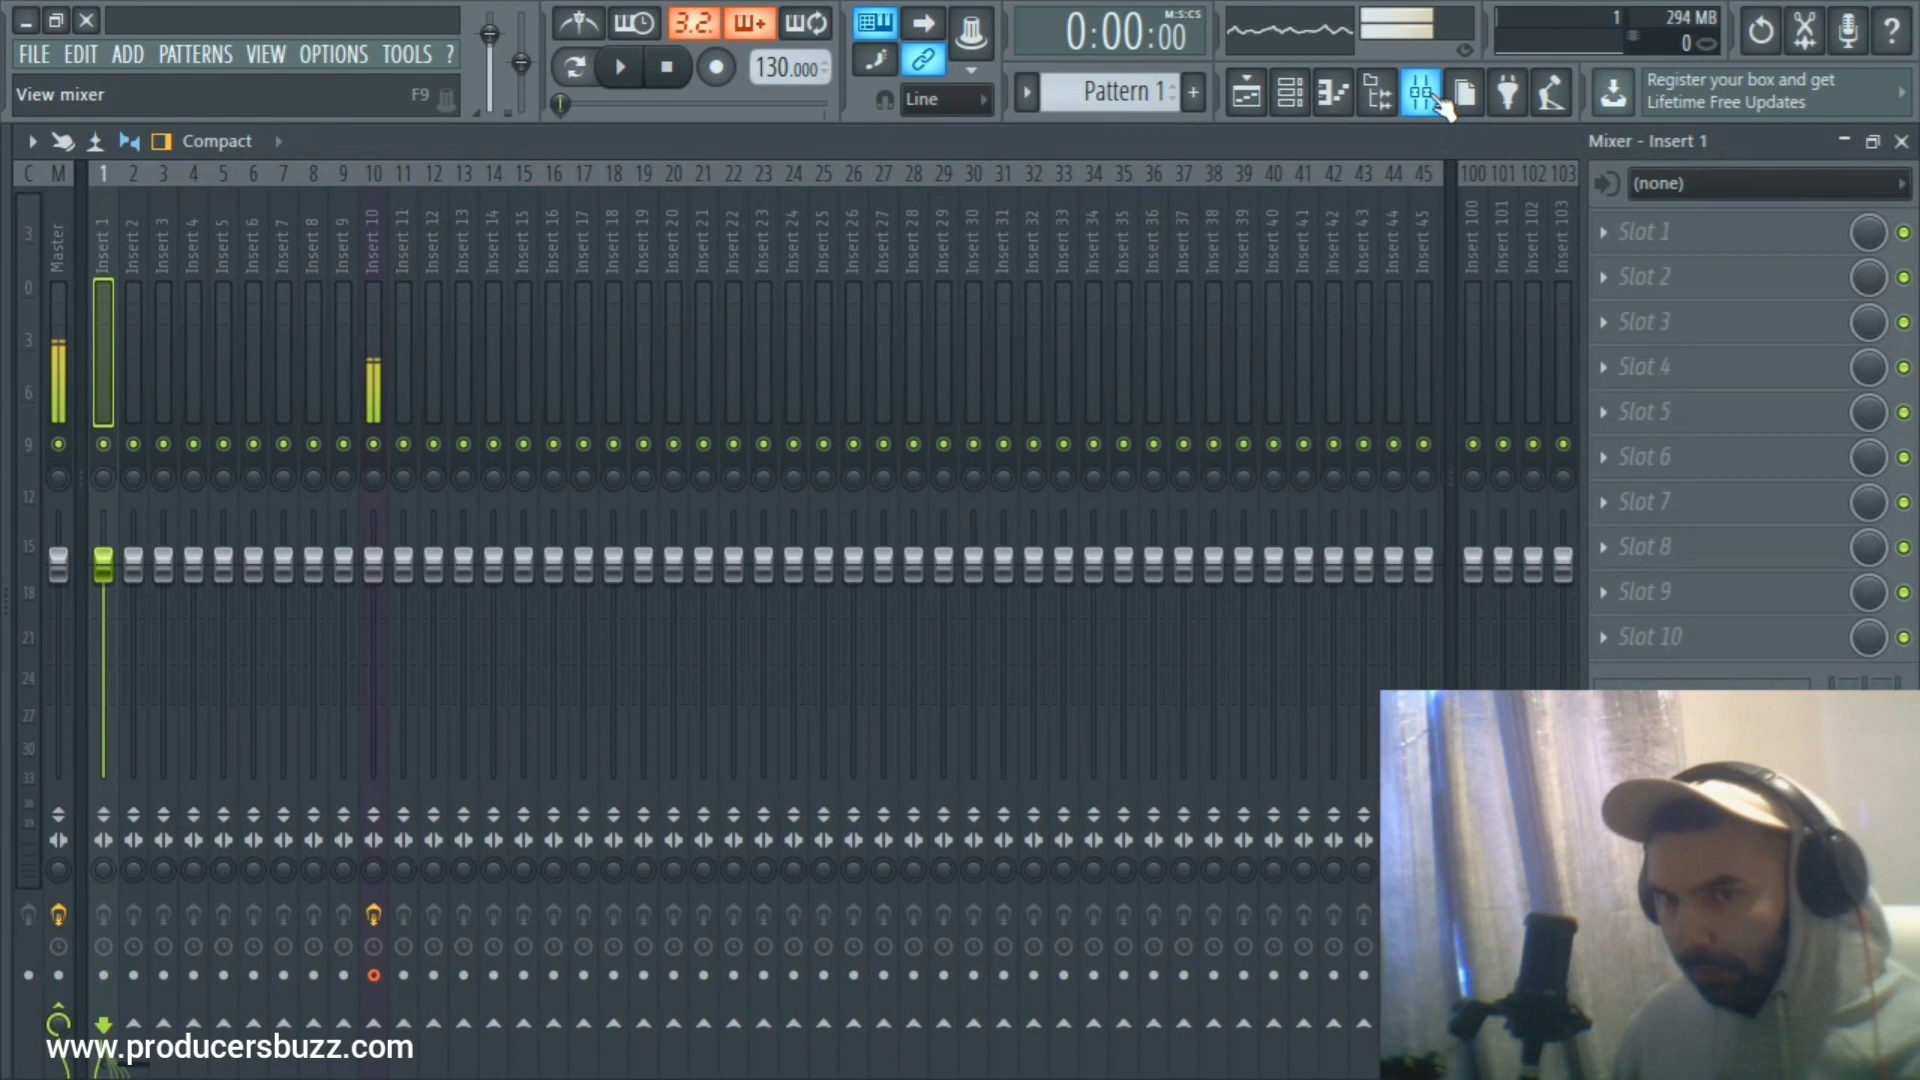 FILE EDIT ADD PATTERNS VIEW OPTIONS TOOLS ?
View mixer F9
3.2.
130.000
Line
0:00:00
M:S:CS
Pattern 1
+
1
294 MB
0
?
Register your box and get
Lifetime Free Updates
Compact
Mixer - Insert 1
C M 1 2 3 4 5 6 7 8 9 10 11 12 13 14 15 16 17 18 19 20 21 22 23 24 25 26 27 28 29 30 31 32 33 34 35 36 37 38 39 40 41 42 43 44 45 100 101 102 103
(none)
Master
Insert 1
Insert 2
Insert 3
Insert 4
Insert 5
Insert 6
Insert 7
Insert 8
Insert 9
Insert 10
Insert 11
Insert 12
Insert 13
Insert 14
Insert 15
Insert 16
Insert 17
Insert 18
Insert 19
Insert 20
Insert 21
Insert 22
Insert 23
Insert 24
Insert 25
Insert 26
Insert 27
Insert 28
Insert 29
Insert 30
Insert 31
Insert 32
Insert 33
Insert 34
Insert 35
Insert 36
Insert 37
Insert 38
Insert 39
Insert 40
Insert 41
Insert 42
Insert 43
Insert 44
Insert 45
Insert 100
Insert 101
Insert 102
Insert 103
3
0
3
6
9
12
15
18
21
24
27
30
33
36
39
Slot 1
Slot 2
Slot 3
Slot 4
Slot 5
Slot 6
Slot 7
Slot 8
Slot 9
Slot 10
www.producersbuzz.com